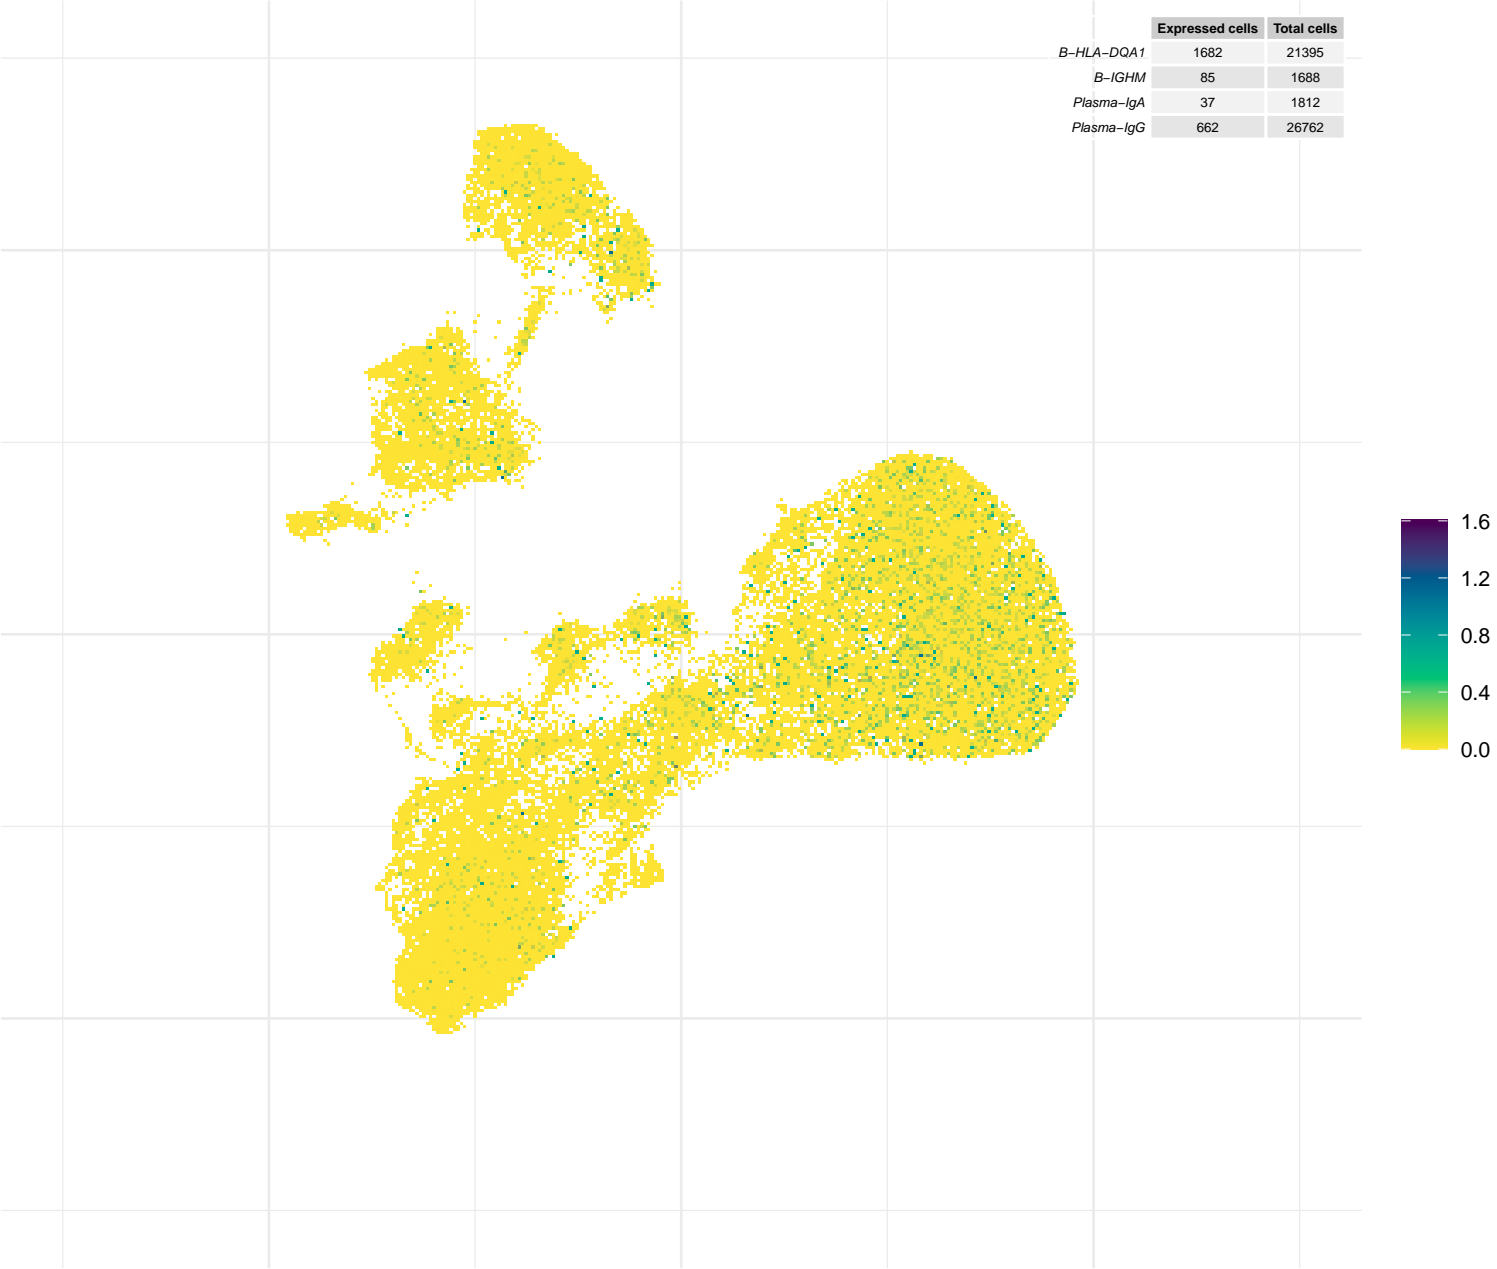 Expressed cells Total cells
B−HLA−DQA1 1682 21395
B−IGHM 85 1688
Plasma−IgA 37 1812
Plasma−IgG 662 26762
1.6
1.2
0.8
0.4
0.0